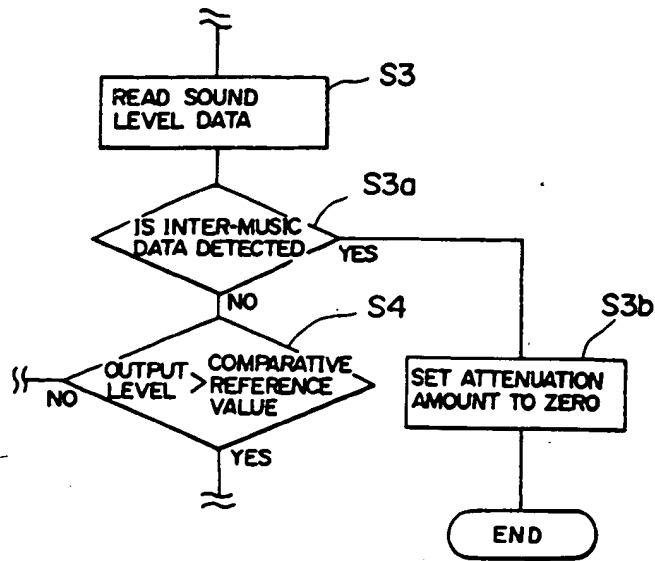 S3
READ SOUND
LEVEL DATA
S3a
IS INTER-MUSIC
DATA DETECTED
YES
NO
S4
S3b
OUTPUT
LEVEL
>
COMPARATIVE
REFERENCE
VALUE
NO
YES
SET ATTENUATION
AMOUNT TO ZERO
END